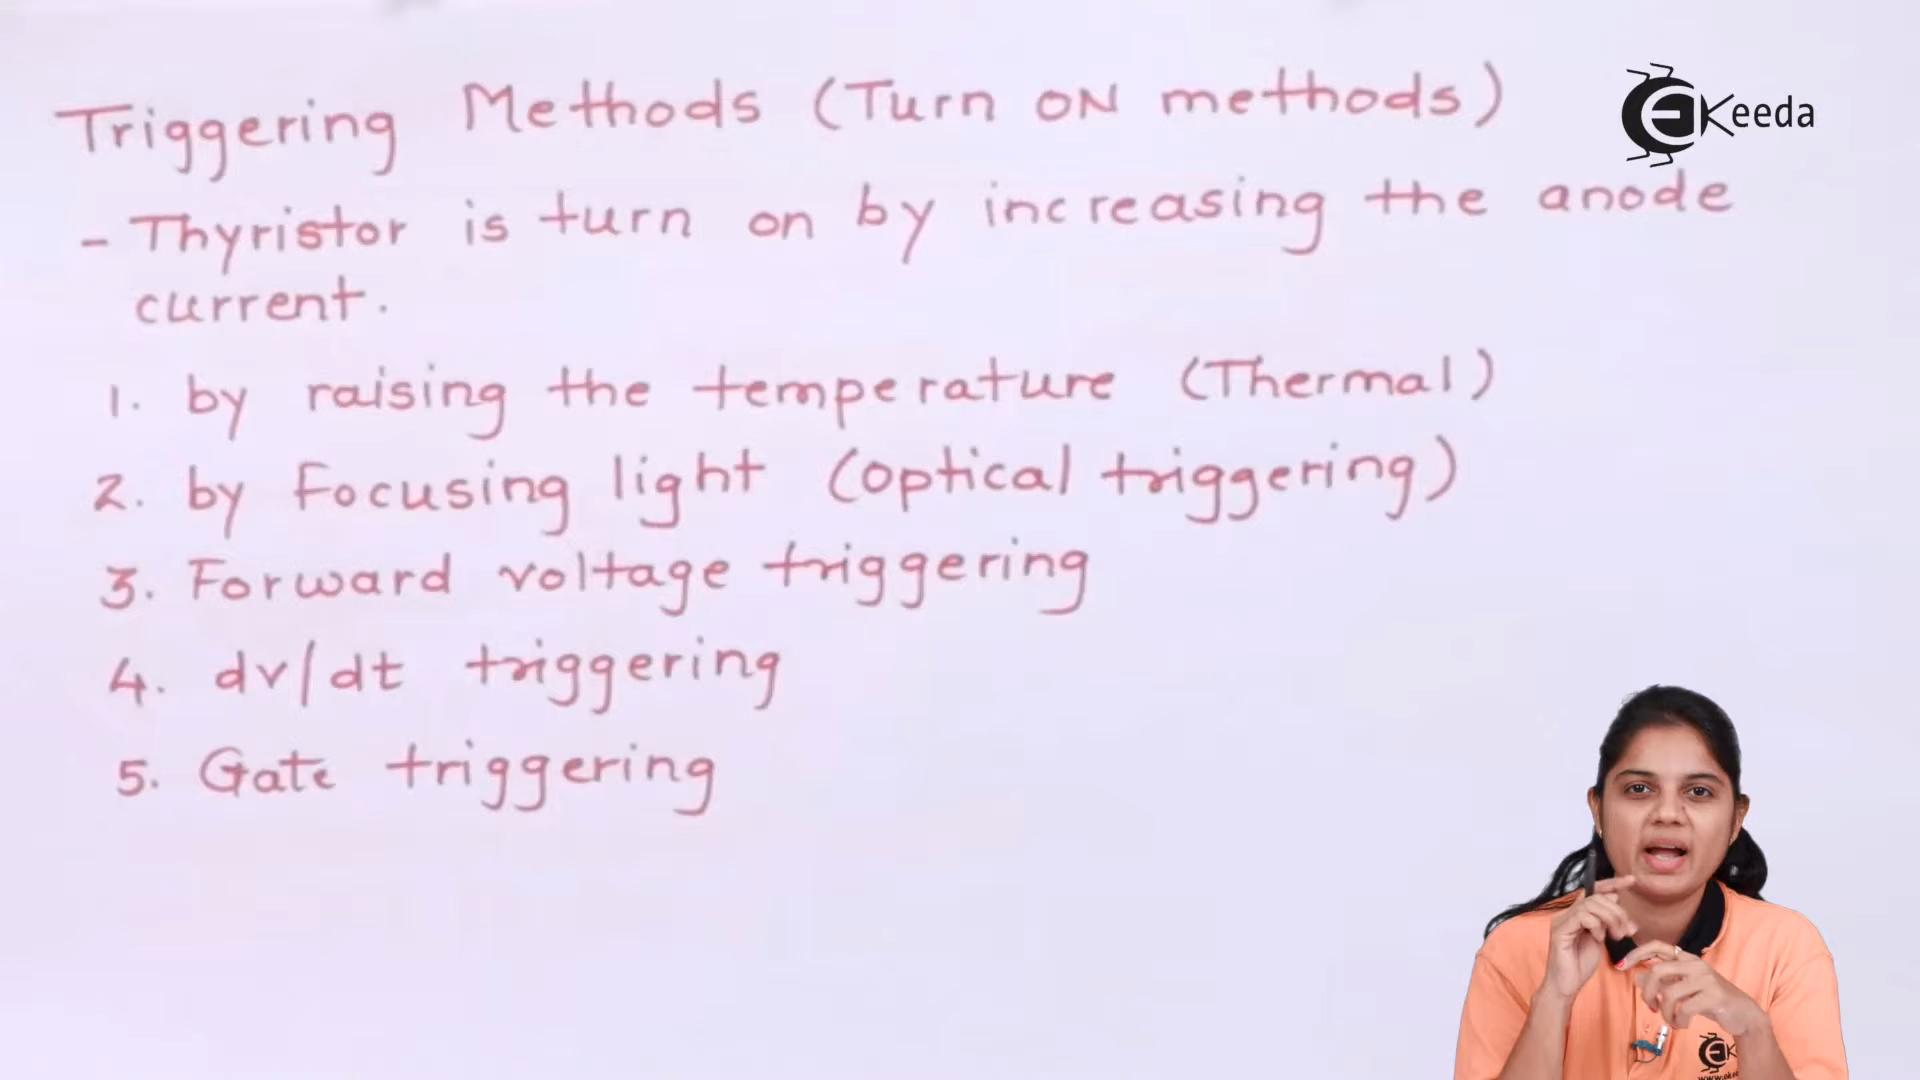 Triggering Methods (Turn ON methods)
EKeeda
- Thyristor is turn on by increasing the anode
current.
1. by raising the temperature (Thermal)
2. by Focusing light (optical triggering)
3. Forward voltage triggering
4. dv/dt triggering
5. Gate triggering